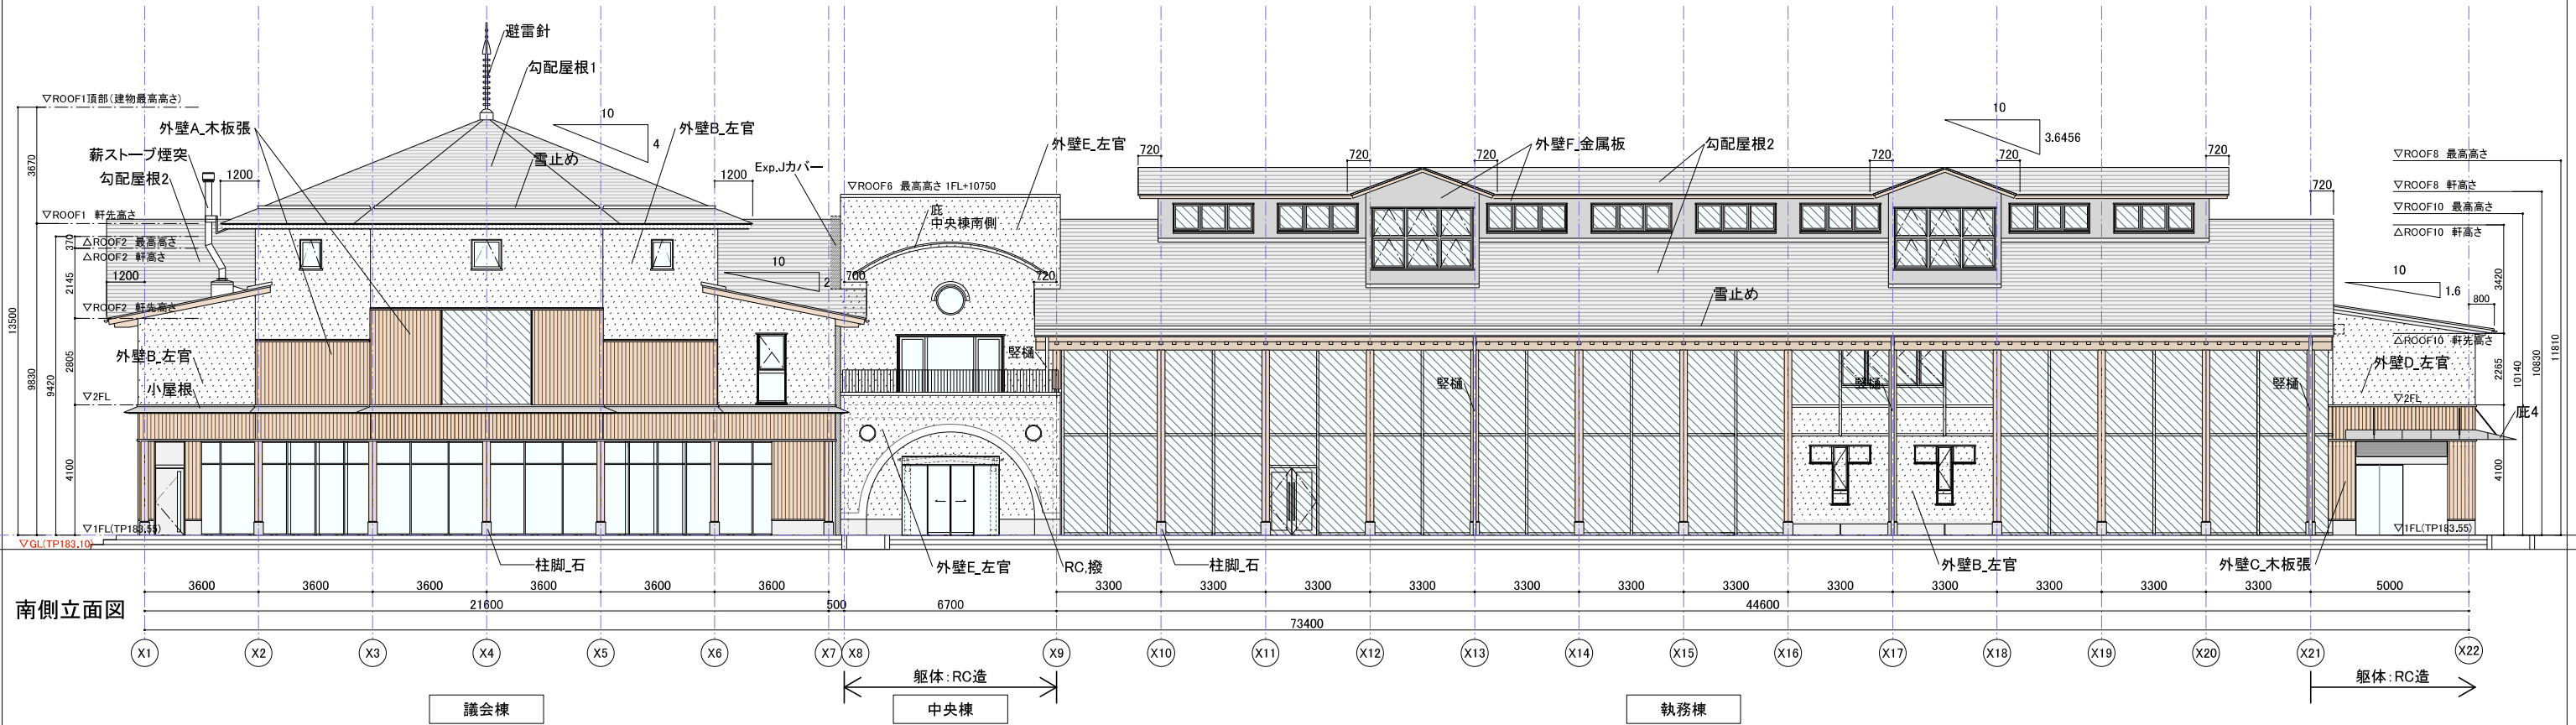 避雷針
勾配屋根1
▽ROOF1頂部(建物最高高さ)
10
4
外壁A_木板張
外壁B_左官
薪ストーブ煙突
雪止め
勾配屋根2
1200
1200
Exp.Jカバー
▽ROOF1 軒先高さ
△ROOF2 最高高さ
△ROOF2 軒高さ
1200
▽ROOF2 軒先高さ
10
2
外壁B_左官
小屋根
▽2FL
▽1FL(TP183.55)
▽GL(TP183.10)
13500
3670
9830
9420
370
2145
2805
4100
柱脚_石
外壁E_左官
▽ROOF6 最高高さ 1FL+10750
庇
中央棟南側
700
720
竪樋
外壁E_左官
RC,撥
720
720
720
外壁F_金属板
勾配屋根2
720
720
720
720
10
3.6456
雪止め
竪樋
竪樋
竪樋
柱脚_石
外壁B_左官
▽ROOF8 最高高さ
▽ROOF8 軒高さ
▽ROOF10 最高高さ
△ROOF10 軒高さ
10
1.6
800
△ROOF10 軒先高さ
外壁D_左官
▽2FL
庇4
▽1FL(TP183.55)
外壁C_木板張
3420
2265
4100
10140
10830
11810
南側立面図
3600 3600 3600 3600 3600 3600 3300 3300 3300 3300 3300 3300 3300 3300 3300 3300 3300 3300 5000
21600 500 6700 44600
73400
X1 X2 X3 X4 X5 X6 X7 X8 X9 X10 X11 X12 X13 X14 X15 X16 X17 X18 X19 X20 X21 X22
躯体:RC造
躯体:RC造
議会棟
中央棟
執務棟